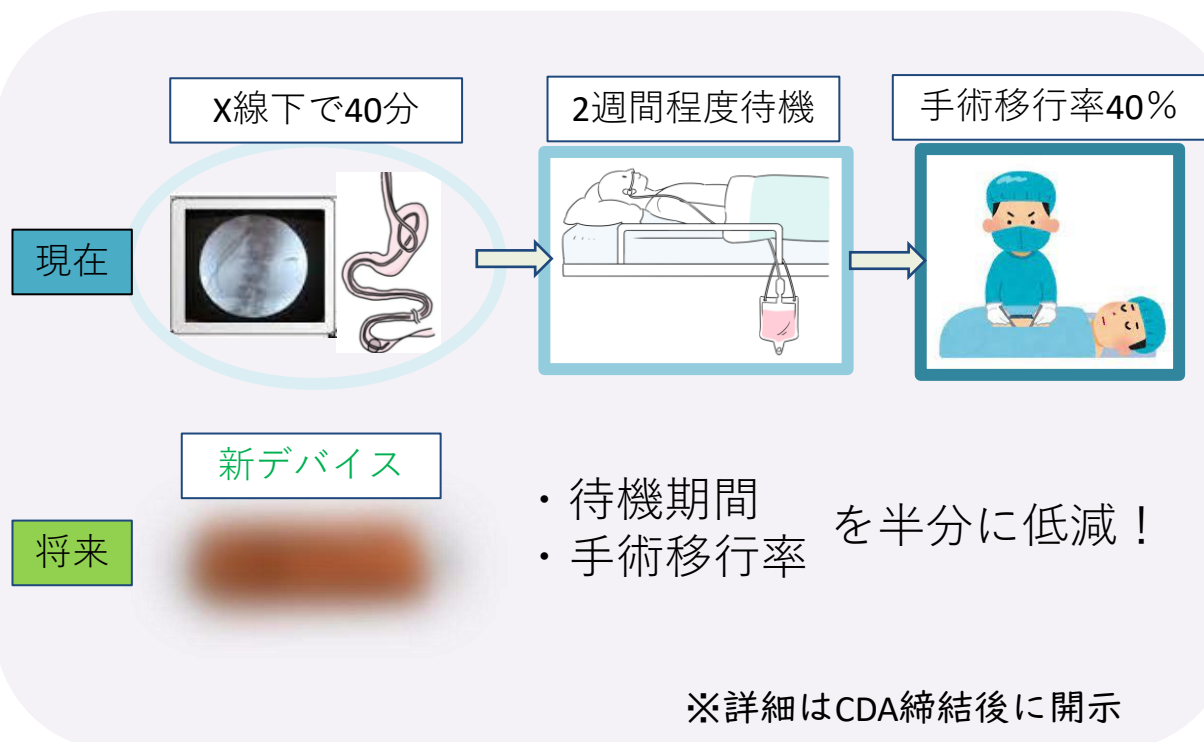 X線下で40分
2週間程度待機
手術移行率40%
現在
新デバイス
将来
・待機期間
・手術移行率
を半分に低減！
※詳細はCDA締結後に開示